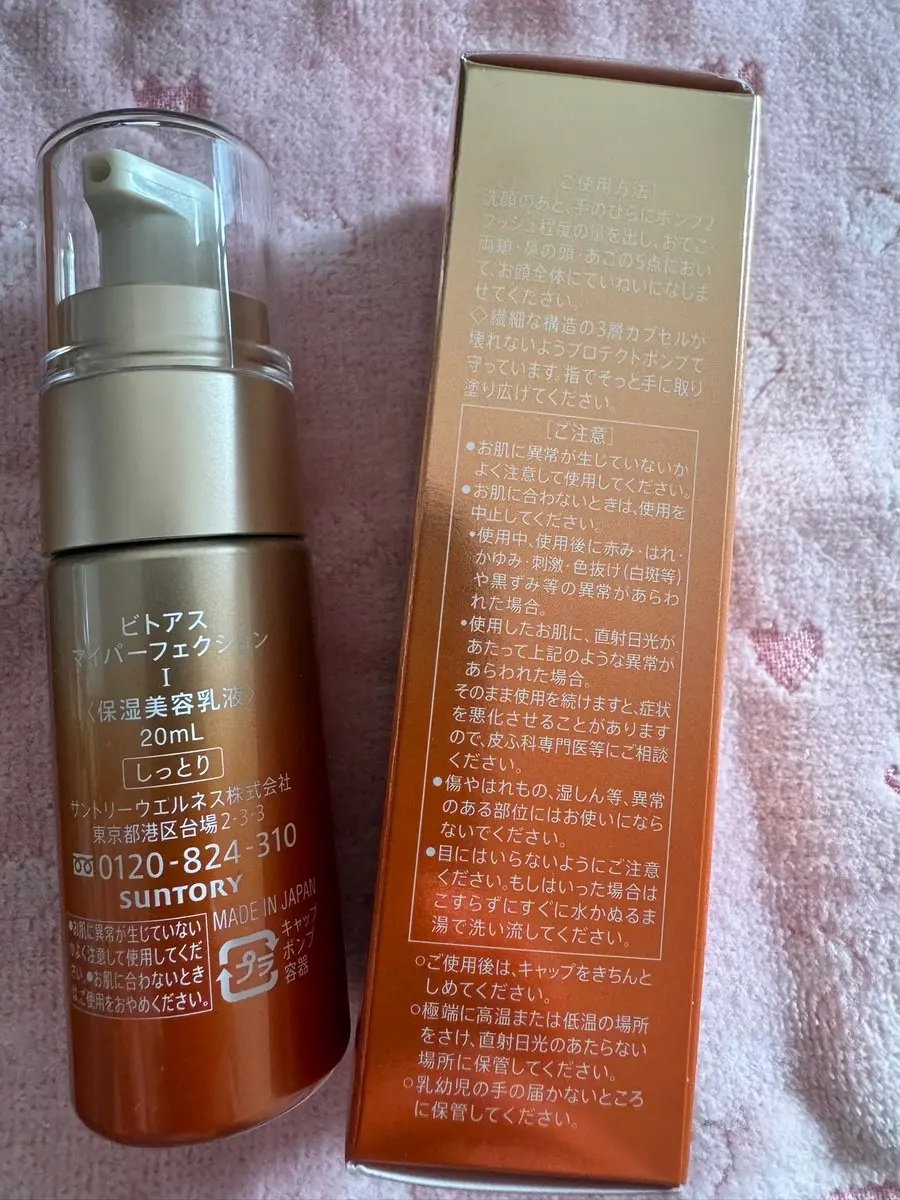 ビトアス
マイパーフェクション
I
〈保湿美容乳液〉
20mL
しっとり
サントリーウエルネス株式会社
東京都港区台場2-3-3
0120-824-310
SUNTORY
MADE IN JAPAN
●お肌に異常が生じていない
かよく注意して使用してくだ
さい。●お肌に合わないとき
はご使用をおやめください。
プラ
キャップ
ポンプ
容器
[ご使用方法]
洗顔のあと、手のひらにポンプ2
プッシュ程度の量を出し、おでこ・
両頬・鼻の頭・あごの5点におい
て、お顔全体にていねいになじま
せてください。
◇繊細な構造の3層カプセルが
壊れないようプロテクトポンプで
守っています。指でそっと手に取り
塗り広げてください。
[ご注意]
●お肌に異常が生じていないか
よく注意して使用してください。
●お肌に合わないときは、使用を
中止してください。
•使用中、使用後に赤み・はれ・
かゆみ・刺激・色抜け(白斑等)
や黒ずみ等の異常があらわ
れた場合。
•使用したお肌に、直射日光が
あたって上記のような異常が
あらわれた場合。
そのまま使用を続けますと、症状
を悪化させることがあります
ので、皮ふ科専門医等にご相談
ください。
●傷やはれもの、湿しん等、異常
のある部位にはお使いになら
ないでください。
●目にはいらないようにご注意
ください。もしはいった場合は
こすらずにすぐに水かぬるま
湯で洗い流してください。
○ご使用後は、キャップをきちんと
しめてください。
○極端に高温または低温の場所
をさけ、直射日光のあたらない
場所に保管してください。
○乳幼児の手の届かないところ
に保管してください。